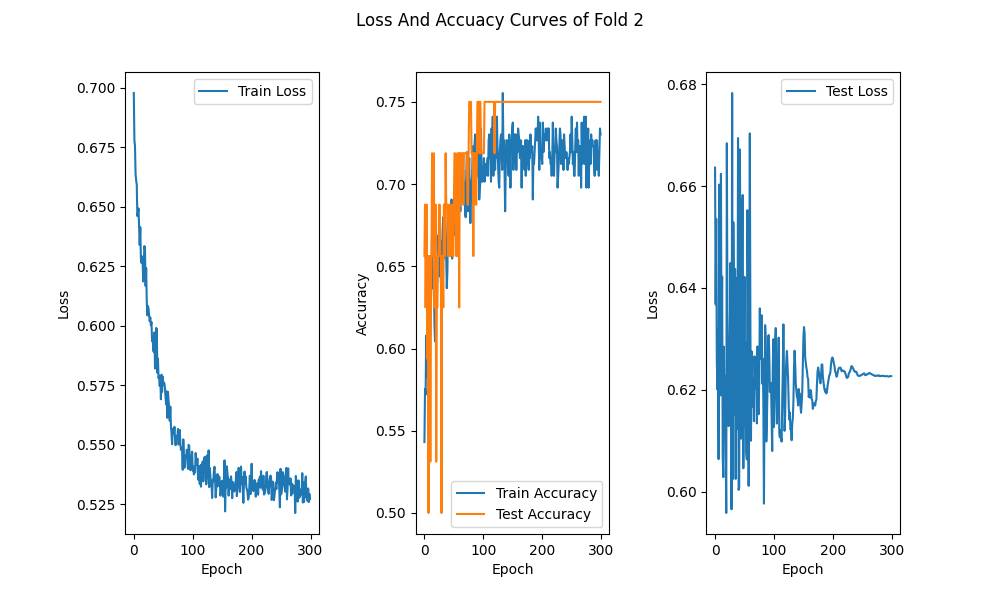 Loss And Accuacy Curves of Fold 2
Train Loss
0.700
0.675
0.650
0.625
0.600
0.575
0.550
0.525
Loss
0 100 200 300
Epoch
Train Accuracy
Test Accuracy
0.75
0.70
0.65
0.60
0.55
0.50
Accuracy
0 100 200 300
Epoch
Test Loss
0.68
0.66
0.64
0.62
0.60
Loss
0 100 200 300
Epoch